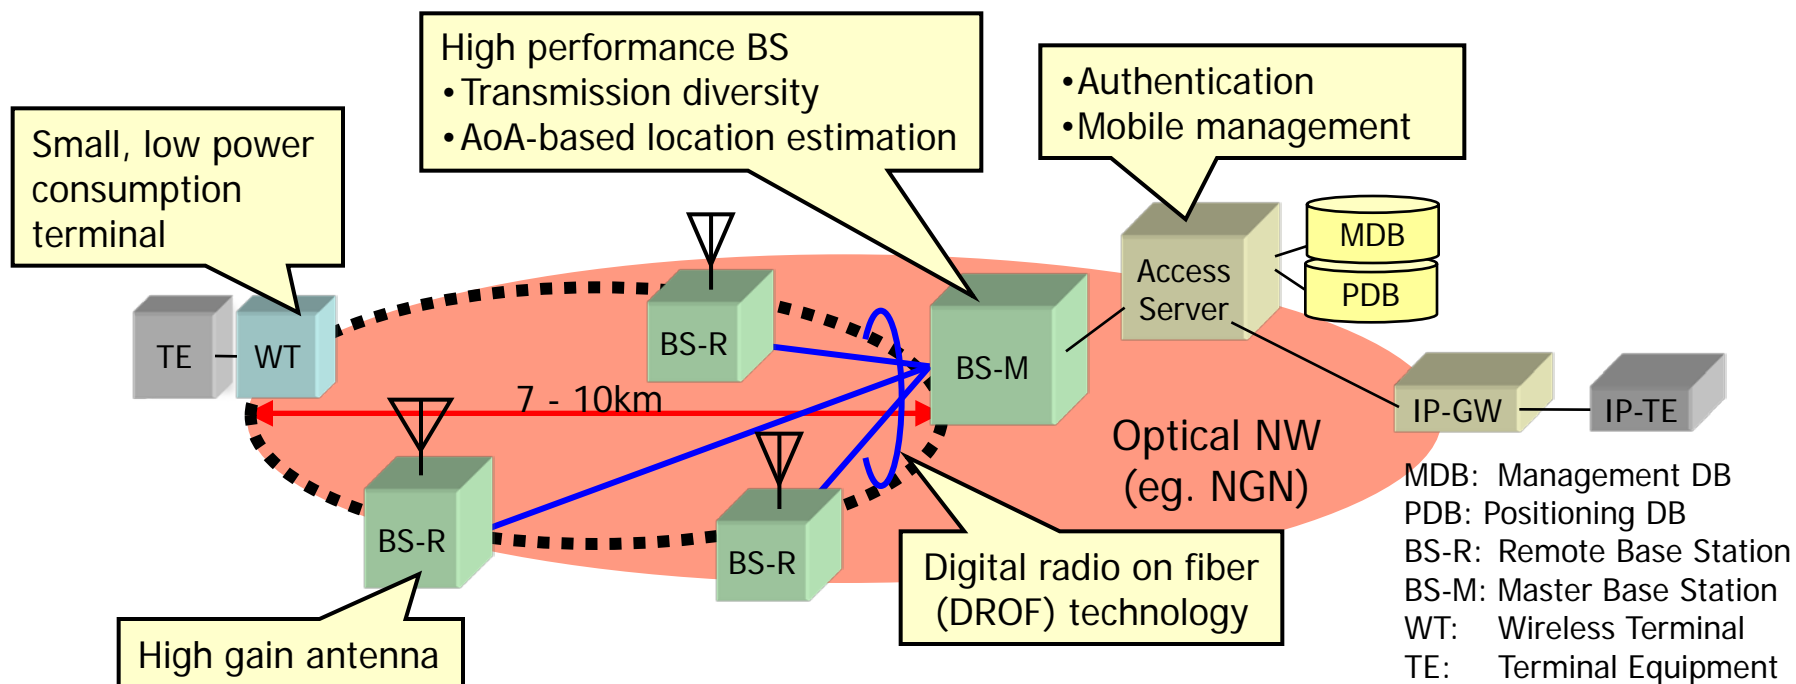 High performance BS
•Transmission diversity
•AoA-based location estimation
•Authentication
•Mobile management
Small, low power
consumption
terminal
MDB
PDB
Access
Server
TE
WT
BS-R
BS-M
7 - 10km
IP-GW
IP-TE
Optical NW
(eg. NGN)
BS-R
BS-R
Digital radio on fiber
(DROF) technology
High gain antenna
MDB: Management DB
PDB: Positioning DB
BS-R: Remote Base Station
BS-M: Master Base Station
WT: Wireless Terminal
TE: Terminal Equipment